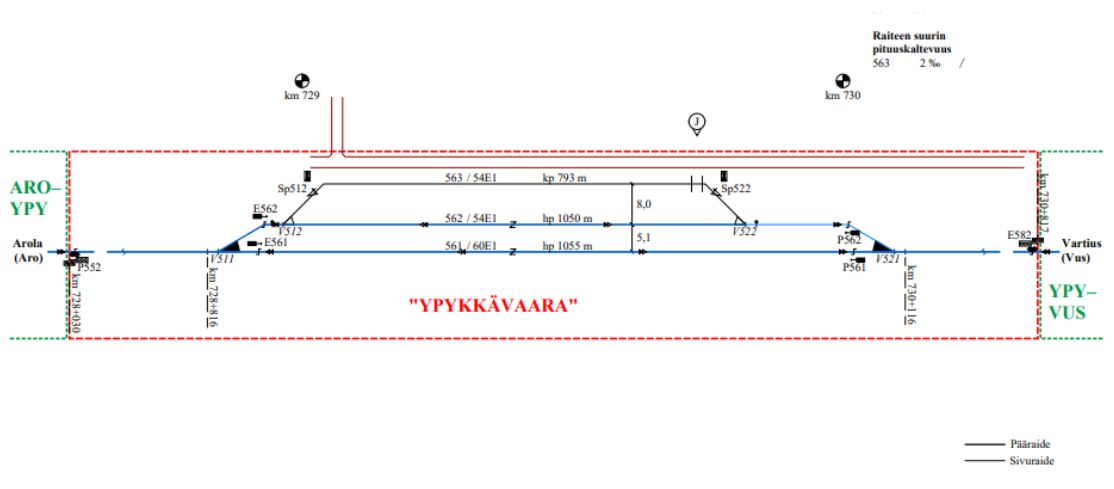 Raiteen suurin
pituuskaltevuus
563 2 ‰ /
km 729
km 730
J
ARO–
YPY
Sp512
563 / 54E1 kp 793 m
Sp522
km 730+817
E562
562 / 54E1 Z hp 1050 m
8,0
V512
V522
Arola
(Aro)
E561
561 / 60E1 Z hp 1055 m
5,1
P562
E582
Vartius
(Vus)
P552
V511
P561
V521
km 728+030
km 728+816
"YPYKKÄVAARA"
km 730+116
YPY–
VUS
Pääraide
Sivuraide